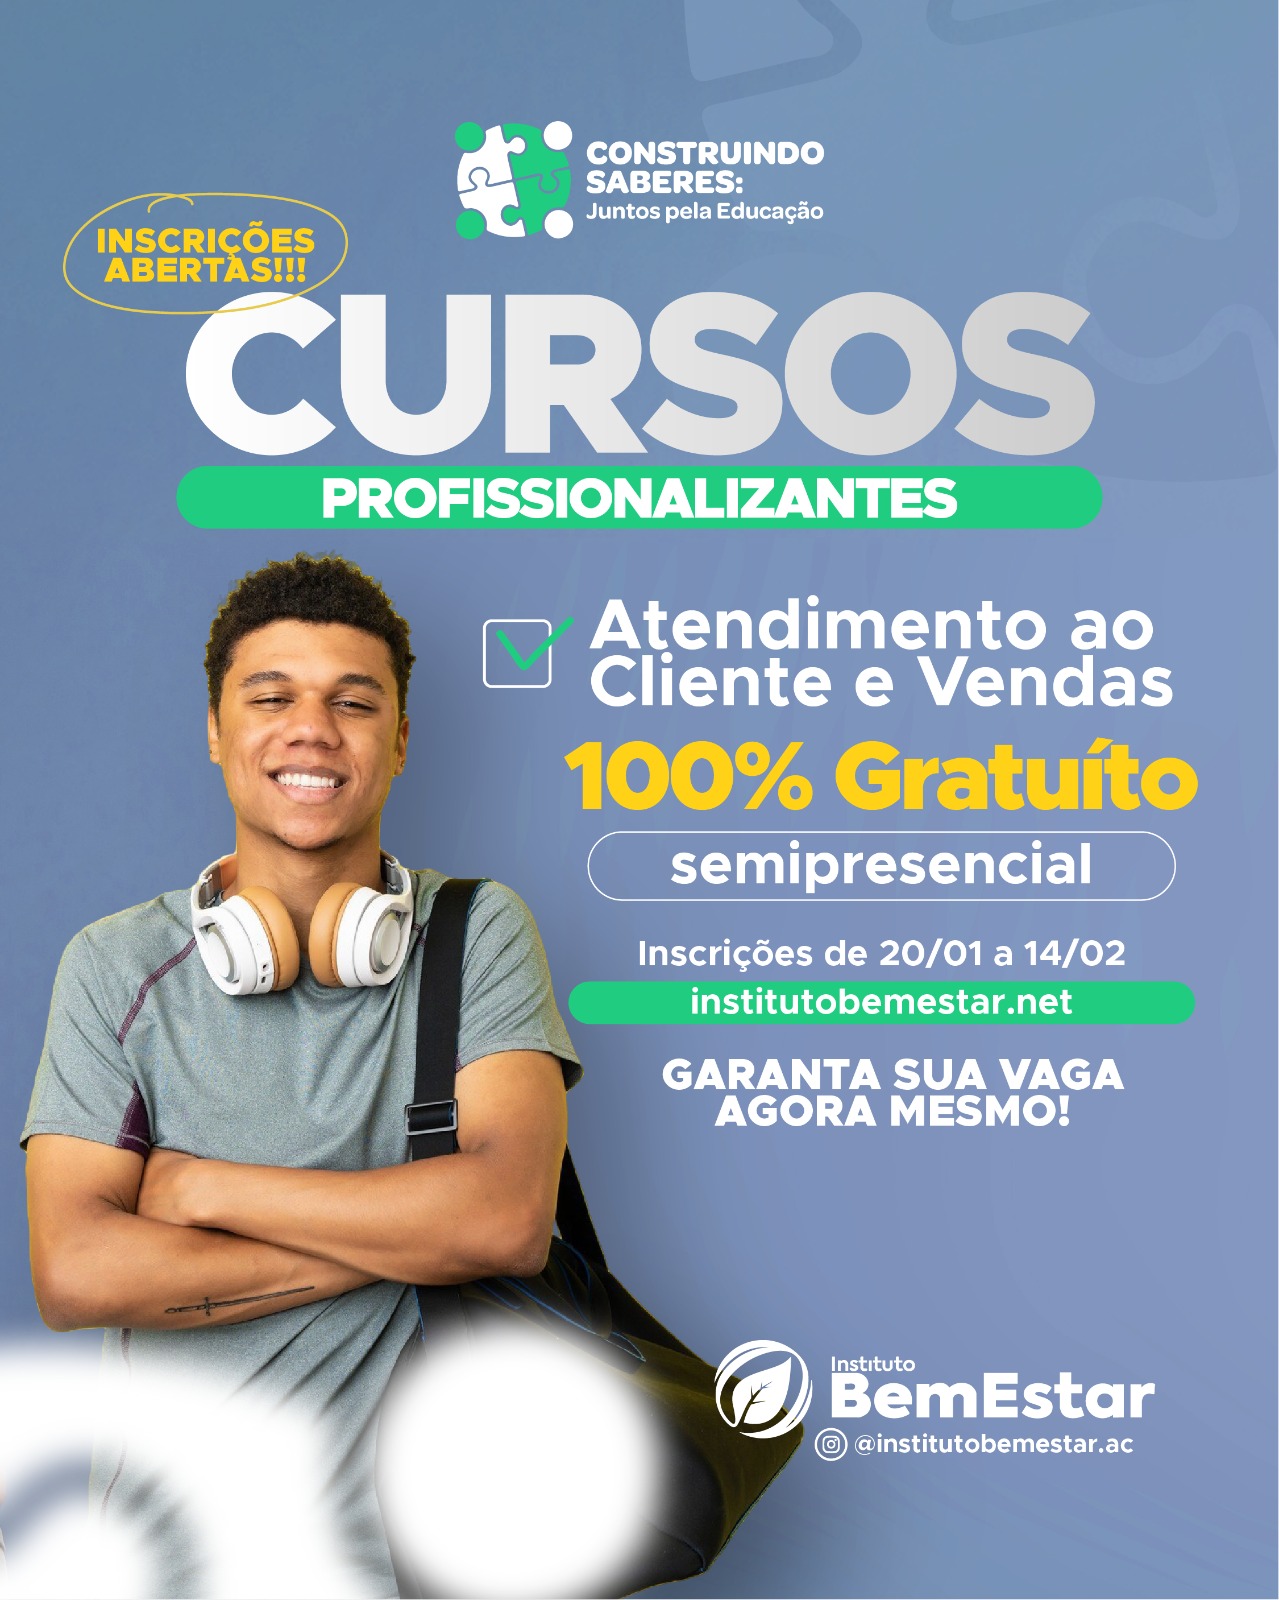 CONSTRUINDO
SABERES:
Juntos pela Educação
INSCRIÇÕES
ABERTAS!!!
CURSOS
PROFISSIONALIZANTES
Atendimento ao
Cliente e Vendas
100% Gratuíto
semipresencial
Inscrições de 20/01 a 14/02
institutobemestar.net
GARANTA SUA VAGA
AGORA MESMO!
Instituto
BemEstar
@institutobemestar.ac